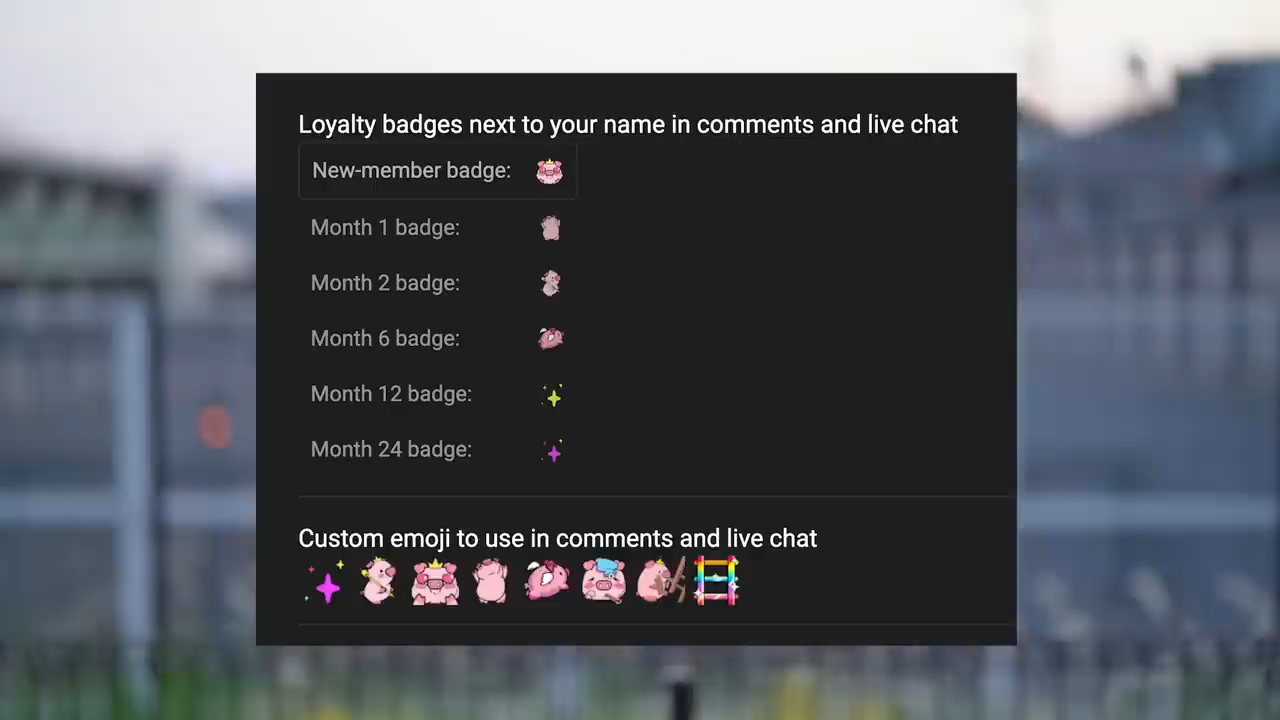 Loyalty badges next to your name in comments and live chat
New-member badge:
Month 1 badge:
Month 2 badge:
Month 6 badge:
Month 12 badge:
Month 24 badge:
Custom emoji to use in comments and live chat